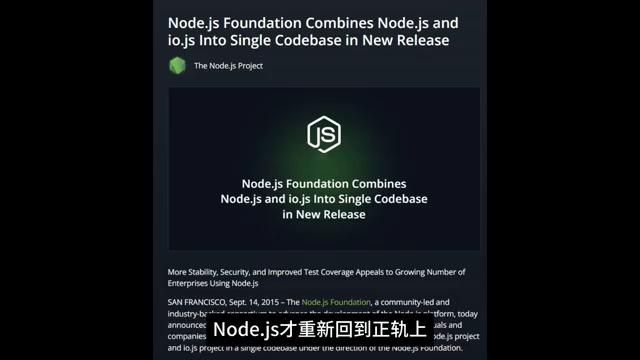 Node.js Foundation Combines Node.js and
io.js Into Single Codebase in New Release
The Node.js Project
JS
Node.js Foundation Combines
Node.js and io.js Into Single Codebase
in New Release
More Stability, Security, and Improved Test Coverage Appeals to Growing Number of
Enterprises Using Node.js
SAN FRANCISCO, Sept. 14, 2015 – The Node.js Foundation, a community-led and
industry-backed consortium to advance the development of the Node.js platform, today
announced
Node.js才重新回到正轨上
uals and
companies
ode.js project
and io.js project in a single codebase under the direction of the Node.js Foundation.